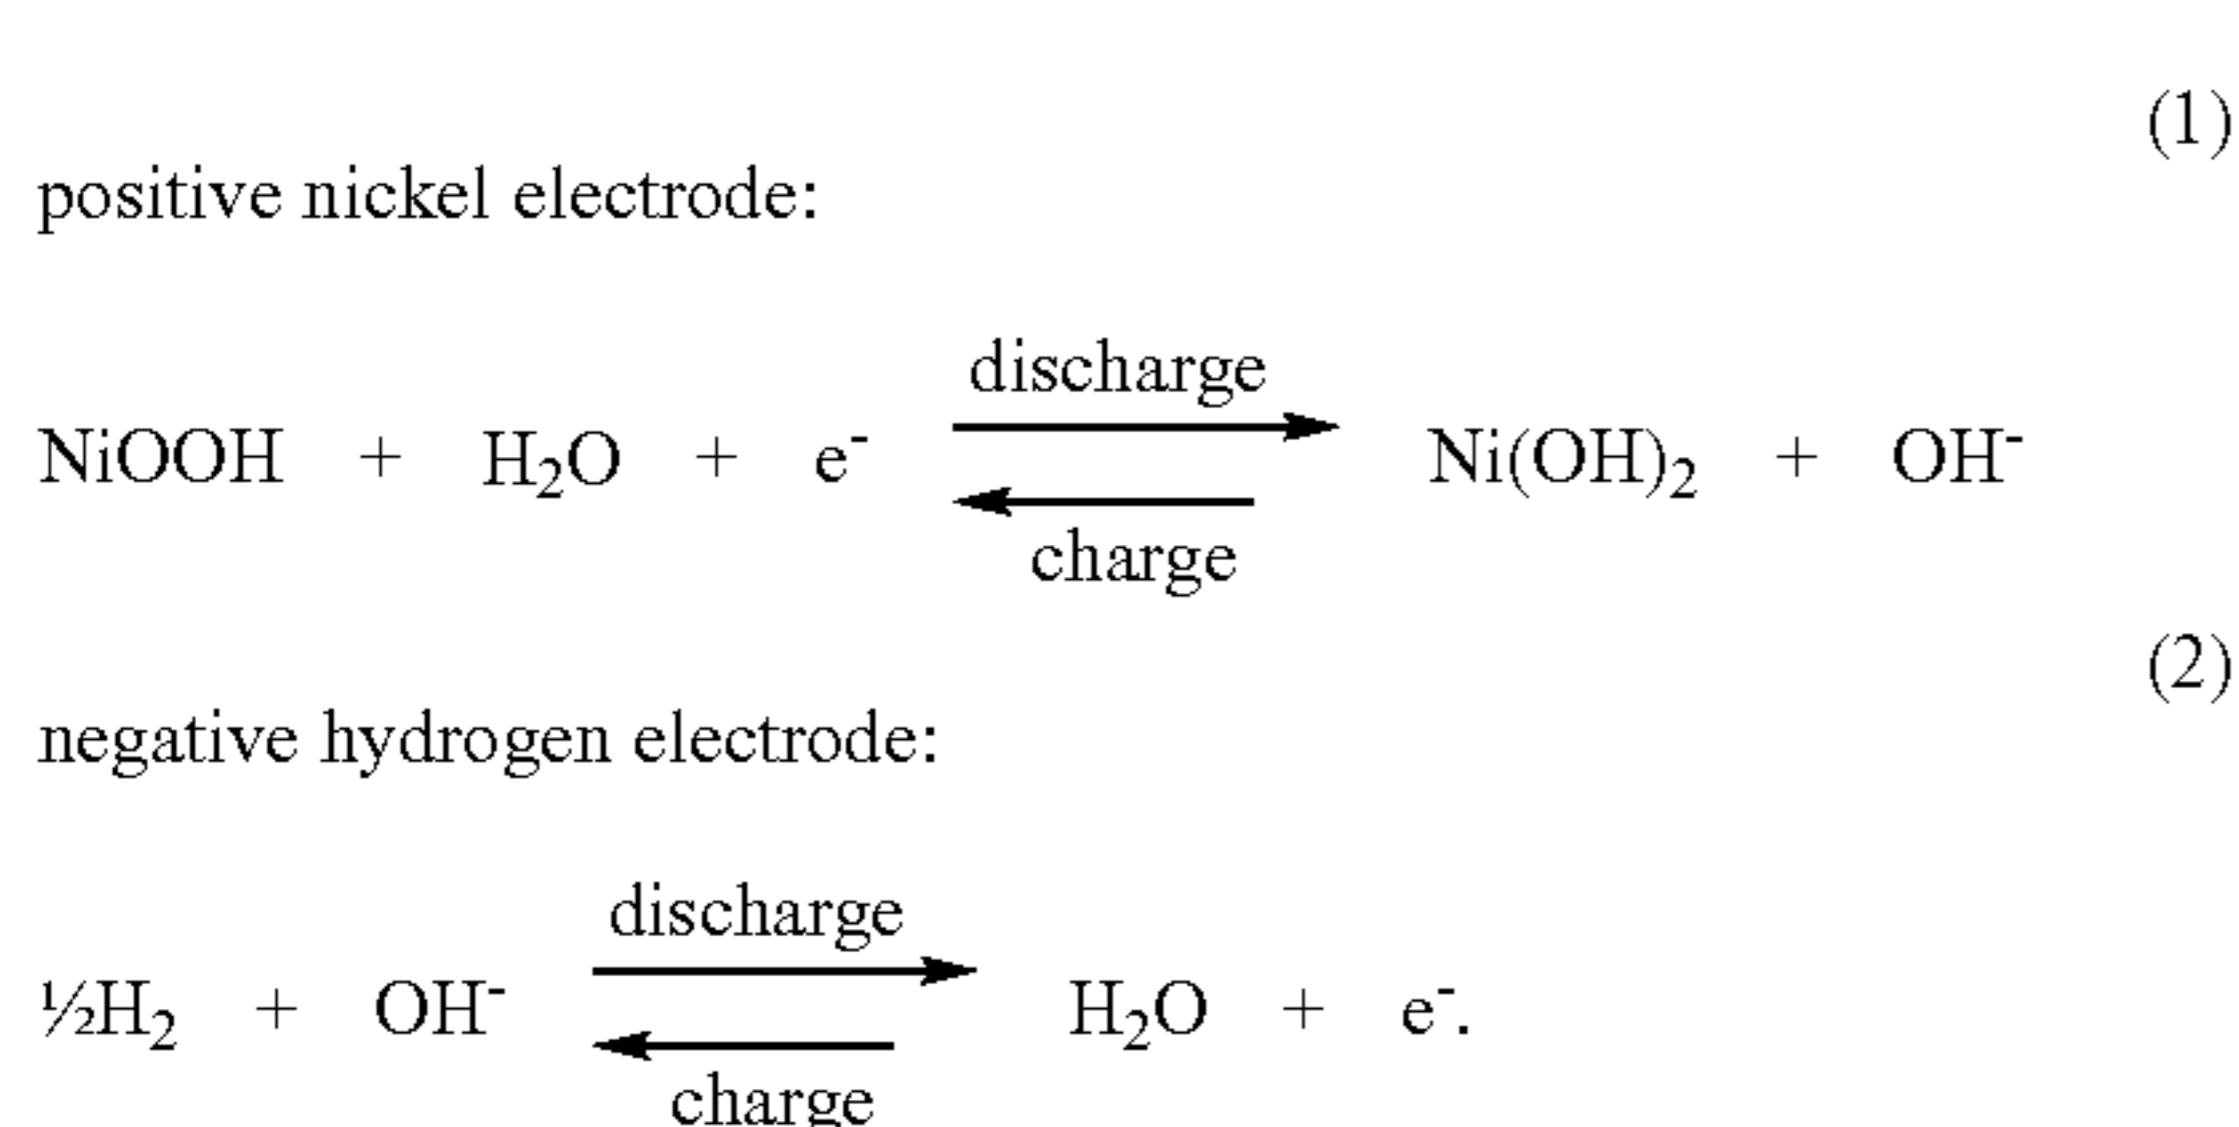 (1)
positive nickel electrode:
discharge
NiOOH + H₂O + e⁻ Ni(OH)₂ + OH⁻
charge
(2)
negative hydrogen electrode:
discharge
½H₂ + OH⁻ H₂O + e⁻.
charge